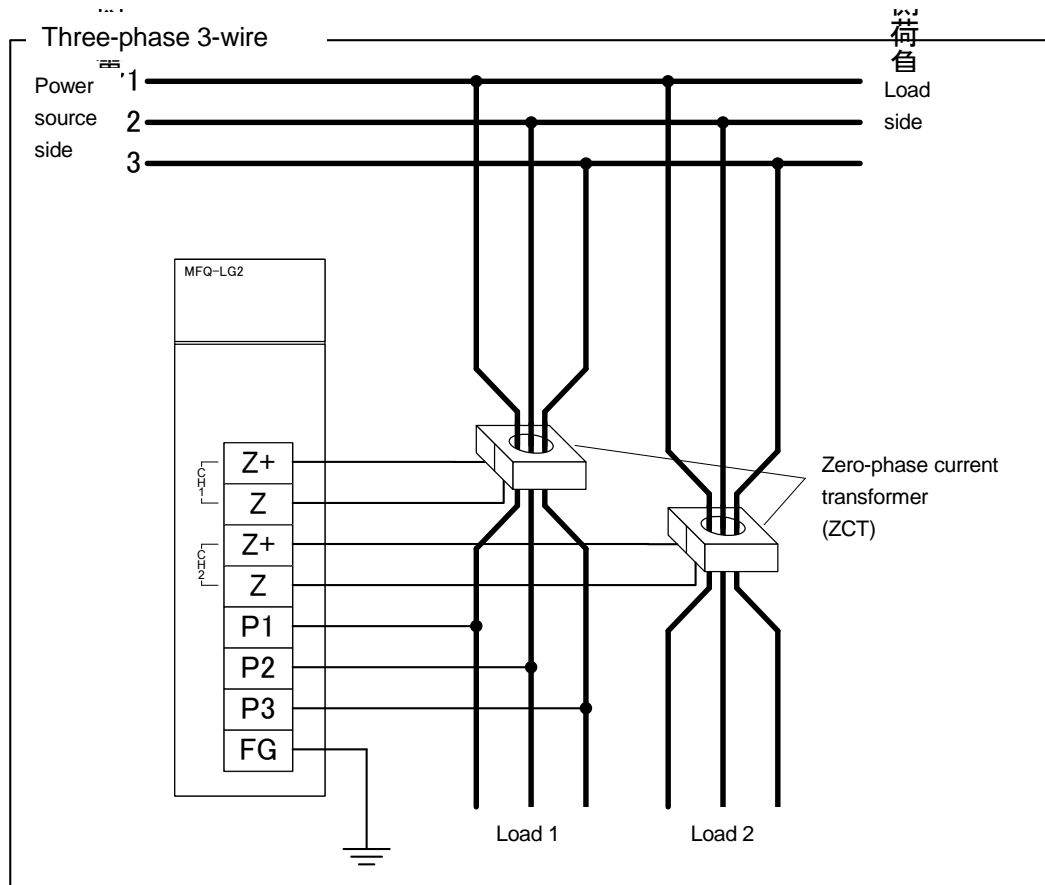 Three-phase 3-wire
Power
source
side
1
2
3
荷
Load
side
MFQ-LG2
CH1
Z+
Z
CH2
Z+
Z
P1
P2
P3
FG
Zero-phase current
transformer
(ZCT)
Load 1
Load 2